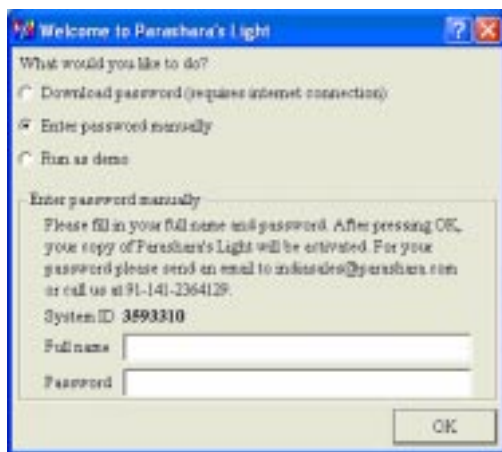 Welcome to Parashara's Light
What would you like to do?
Download password (requires internet connection)
Enter password manually
Run as demo
Enter password manually
Please fill in your full name and password. After pressing OK,
your copy of Parashara's Light will be activated. For your
password please send an email to indiasales@parashara.com
or call us at 91-141-2364129.
System ID 3593310
Full name
Password
OK